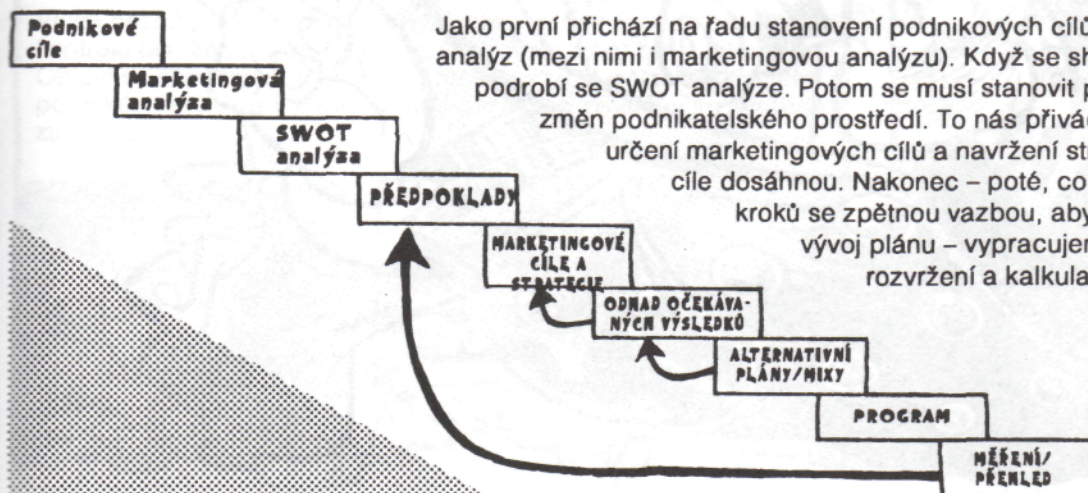 Jako první přichází na řadu stanovení podnikových cílů
analýz (mezi nimi i marketingovou analýzu). Když se sh
podrobí se SWOT analýze. Potom se musí stanovit p
změn podnikatelského prostředí. To nás přivá
určení marketingových cílů a navržení st
cíle dosáhnou. Nakonec – poté, co
kroků se zpětnou vazbou, aby
vývoj plánu – vypracujem
rozvržení a kalkula
Podnikové
cíle
Marketingová
analýza
SWOT
analýza
PŘEDPOKLADY
MARKETINGOVÉ
CÍLE A
STRATEGIE
ODHAD OČEKÁVA-
NÝCH VÝSLEDKŮ
ALTERNATIVNÍ
PLÁNY/MIXY
PROGRAM
MĚŘENÍ/
PŘEHLED